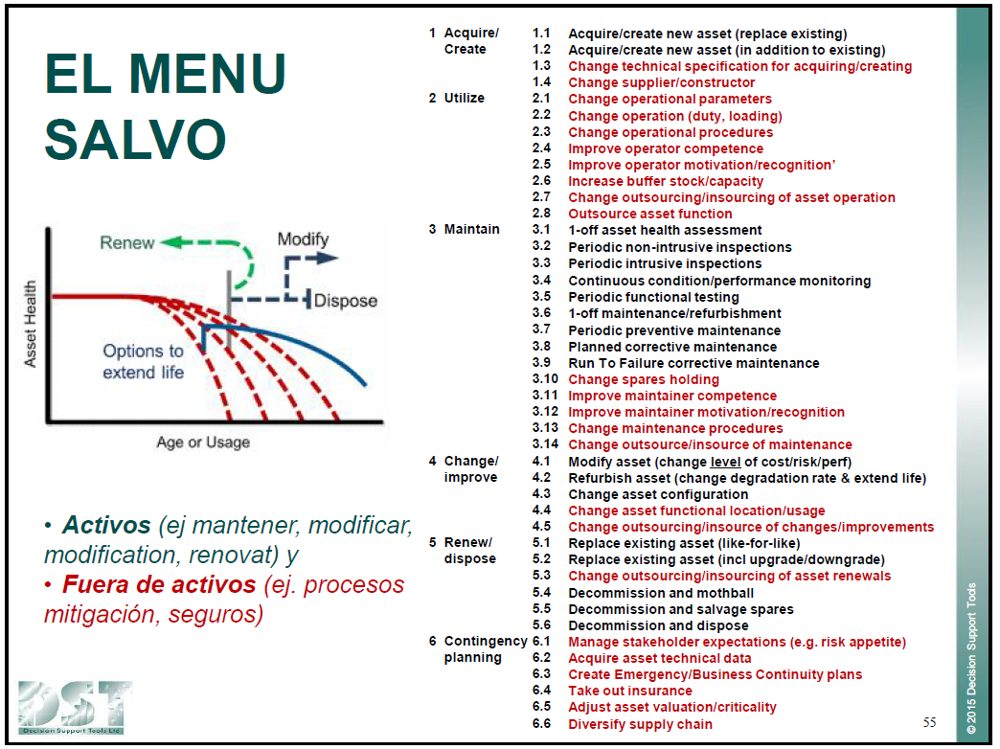 EL MENU
SALVO
Renew
Modify
Dispose
Options to
extend life
Asset Health
Age or Usage
• Activos (ej mantener, modificar,
modification, renovat) y
• Fuera de activos (ej. procesos
mitigación, seguros)
DST
Decision Support Tools Ltd
1 Acquire/ 1.1 Acquire/create new asset (replace existing)
Create 1.2 Acquire/create new asset (in addition to existing)
1.3 Change technical specification for acquiring/creating
1.4 Change supplier/constructor
2 Utilize 2.1 Change operational parameters
2.2 Change operation (duty, loading)
2.3 Change operational procedures
2.4 Improve operator competence
2.5 Improve operator motivation/recognition’
2.6 Increase buffer stock/capacity
2.7 Change outsourcing/insourcing of asset operation
2.8 Outsource asset function
3 Maintain 3.1 1-off asset health assessment
3.2 Periodic non-intrusive inspections
3.3 Periodic intrusive inspections
3.4 Continuous condition/performance monitoring
3.5 Periodic functional testing
3.6 1-off maintenance/refurbishment
3.7 Periodic preventive maintenance
3.8 Planned corrective maintenance
3.9 Run To Failure corrective maintenance
3.10 Change spares holding
3.11 Improve maintainer competence
3.12 Improve maintainer motivation/recognition
3.13 Change maintenance procedures
3.14 Change outsource/insource of maintenance
4 Change/ 4.1 Modify asset (change level of cost/risk/perf)
improve 4.2 Refurbish asset (change degradation rate & extend life)
4.3 Change asset configuration
4.4 Change asset functional location/usage
4.5 Change outsourcing/insource of changes/improvements
5 Renew/ 5.1 Replace existing asset (like-for-like)
dispose 5.2 Replace existing asset (incl upgrade/downgrade)
5.3 Change outsourcing/insourcing of asset renewals
5.4 Decommission and mothball
5.5 Decommission and salvage spares
5.6 Decommission and dispose
6 Contingency 6.1 Manage stakeholder expectations (e.g. risk appetite)
planning 6.2 Acquire asset technical data
6.3 Create Emergency/Business Continuity plans
6.4 Take out insurance
6.5 Adjust asset valuation/criticality
6.6 Diversify supply chain
55
© 2015 Decision Support Tools